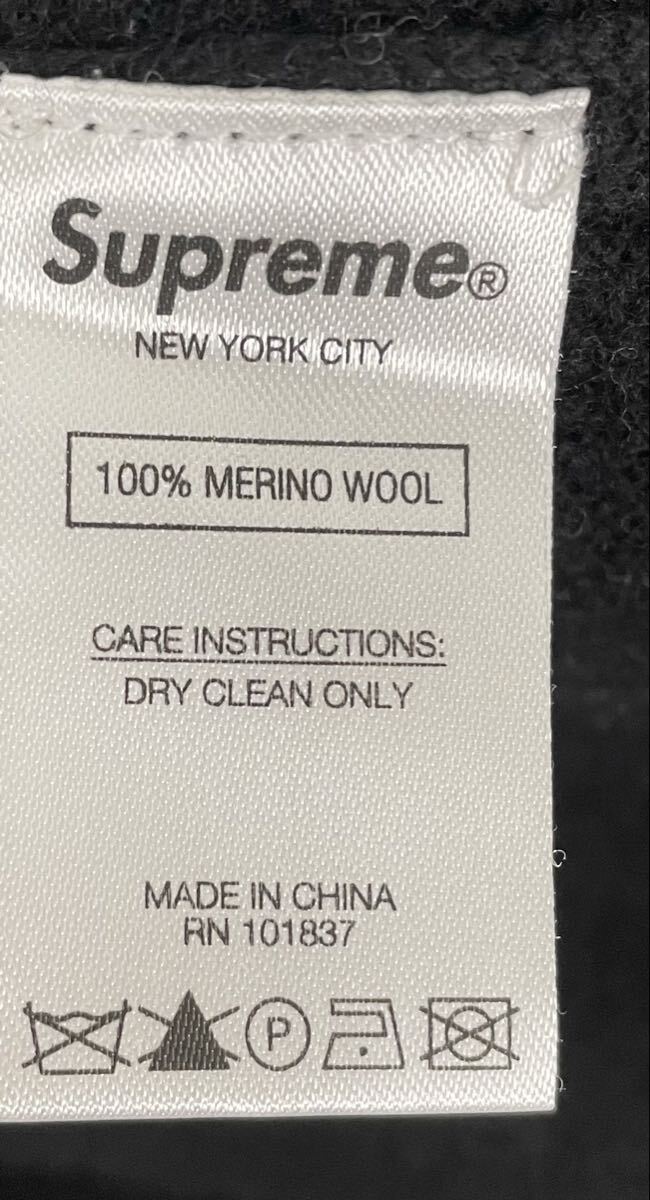 Supreme®
NEW YORK CITY
100% MERINO WOOL
CARE INSTRUCTIONS:
DRY CLEAN ONLY
MADE IN CHINA
RN 101837
P